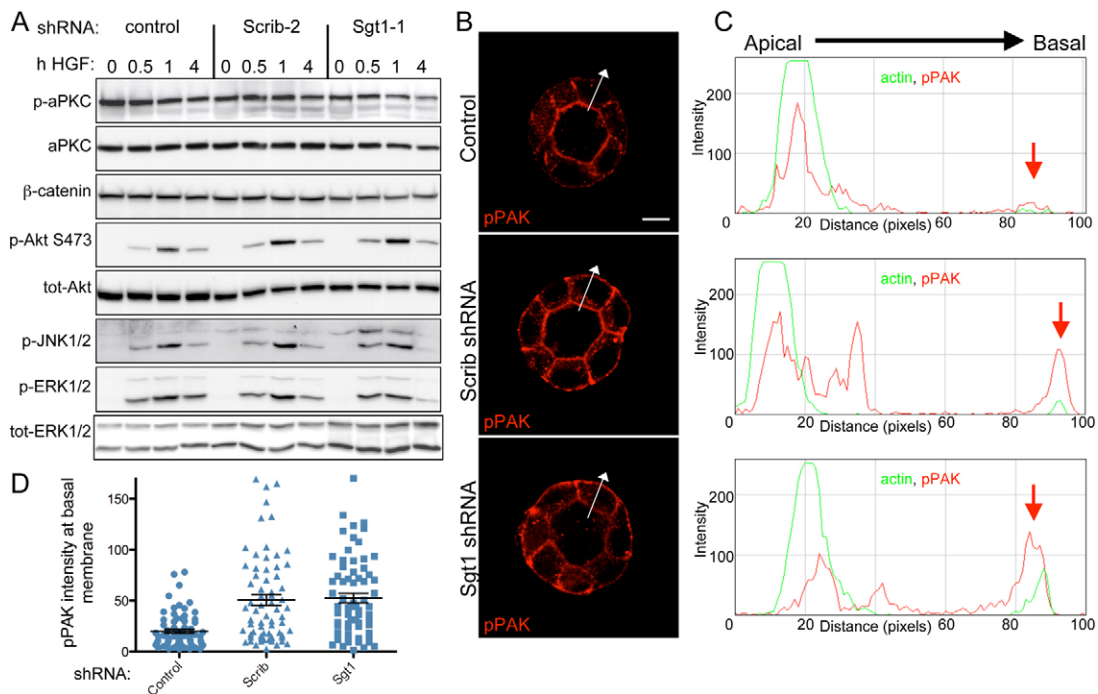 A
shRNA: control Scrib-2 Sgt1-1
h HGF: 0 0.5 1 4 0 0.5 1 4 0 0.5 1 4
p-aPKC
aPKC
β-catenin
p-Akt S473
tot-Akt
p-JNK1/2
p-ERK1/2
tot-ERK1/2
B
Control
pPAK
Scrib shRNA
pPAK
Sgt1 shRNA
pPAK
C
Apical Basal
actin, pPAK
Intensity
200
100
0
20 40 60 80 100
Distance (pixels)
actin, pPAK
Intensity
200
100
0
20 40 60 80 100
Distance (pixels)
actin, pPAK
Intensity
200
100
0
20 40 60 80 100
Distance (pixels)
D
pPAK intensity at basal
membrane
150
100
50
0
shRNA:
Control
Scrib
Sgt1